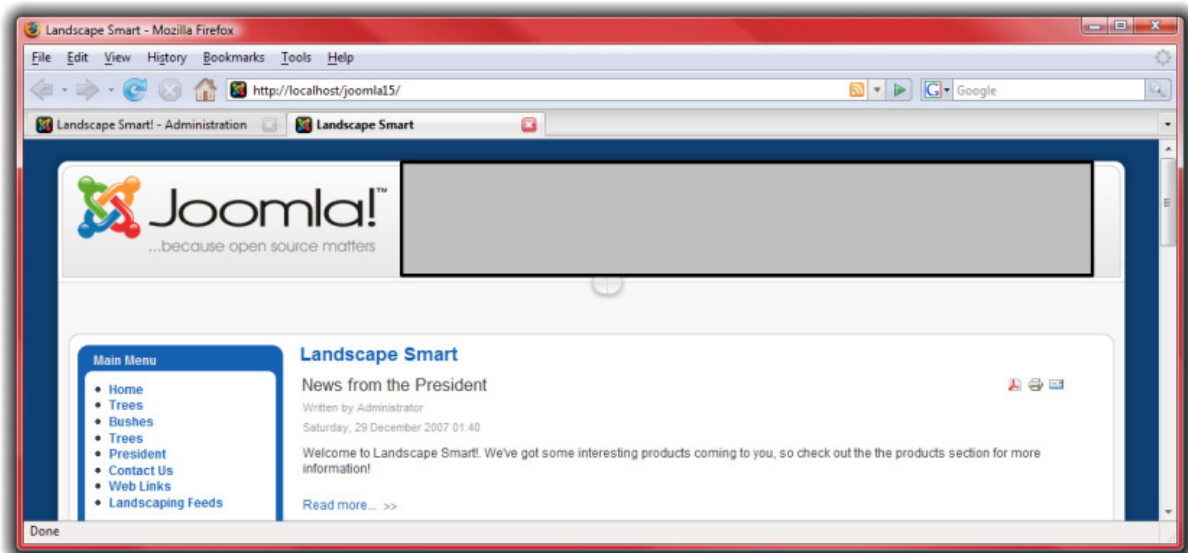 Landscape Smart - Mozilla Firefox
File Edit View History Bookmarks Tools Help
http://localhost/joomla15/
Google
Landscape Smart! - Administration
Landscape Smart
Joomla!™
...because open source matters
Main Menu
Home
Trees
Bushes
Trees
President
Contact Us
Web Links
Landscaping Feeds
Landscape Smart
News from the President
Written by Administrator
Saturday, 29 December 2007 01:40
Welcome to Landscape Smart!. We've got some interesting products coming to you, so check out the the products section for more
information!
Read more... >>
Done